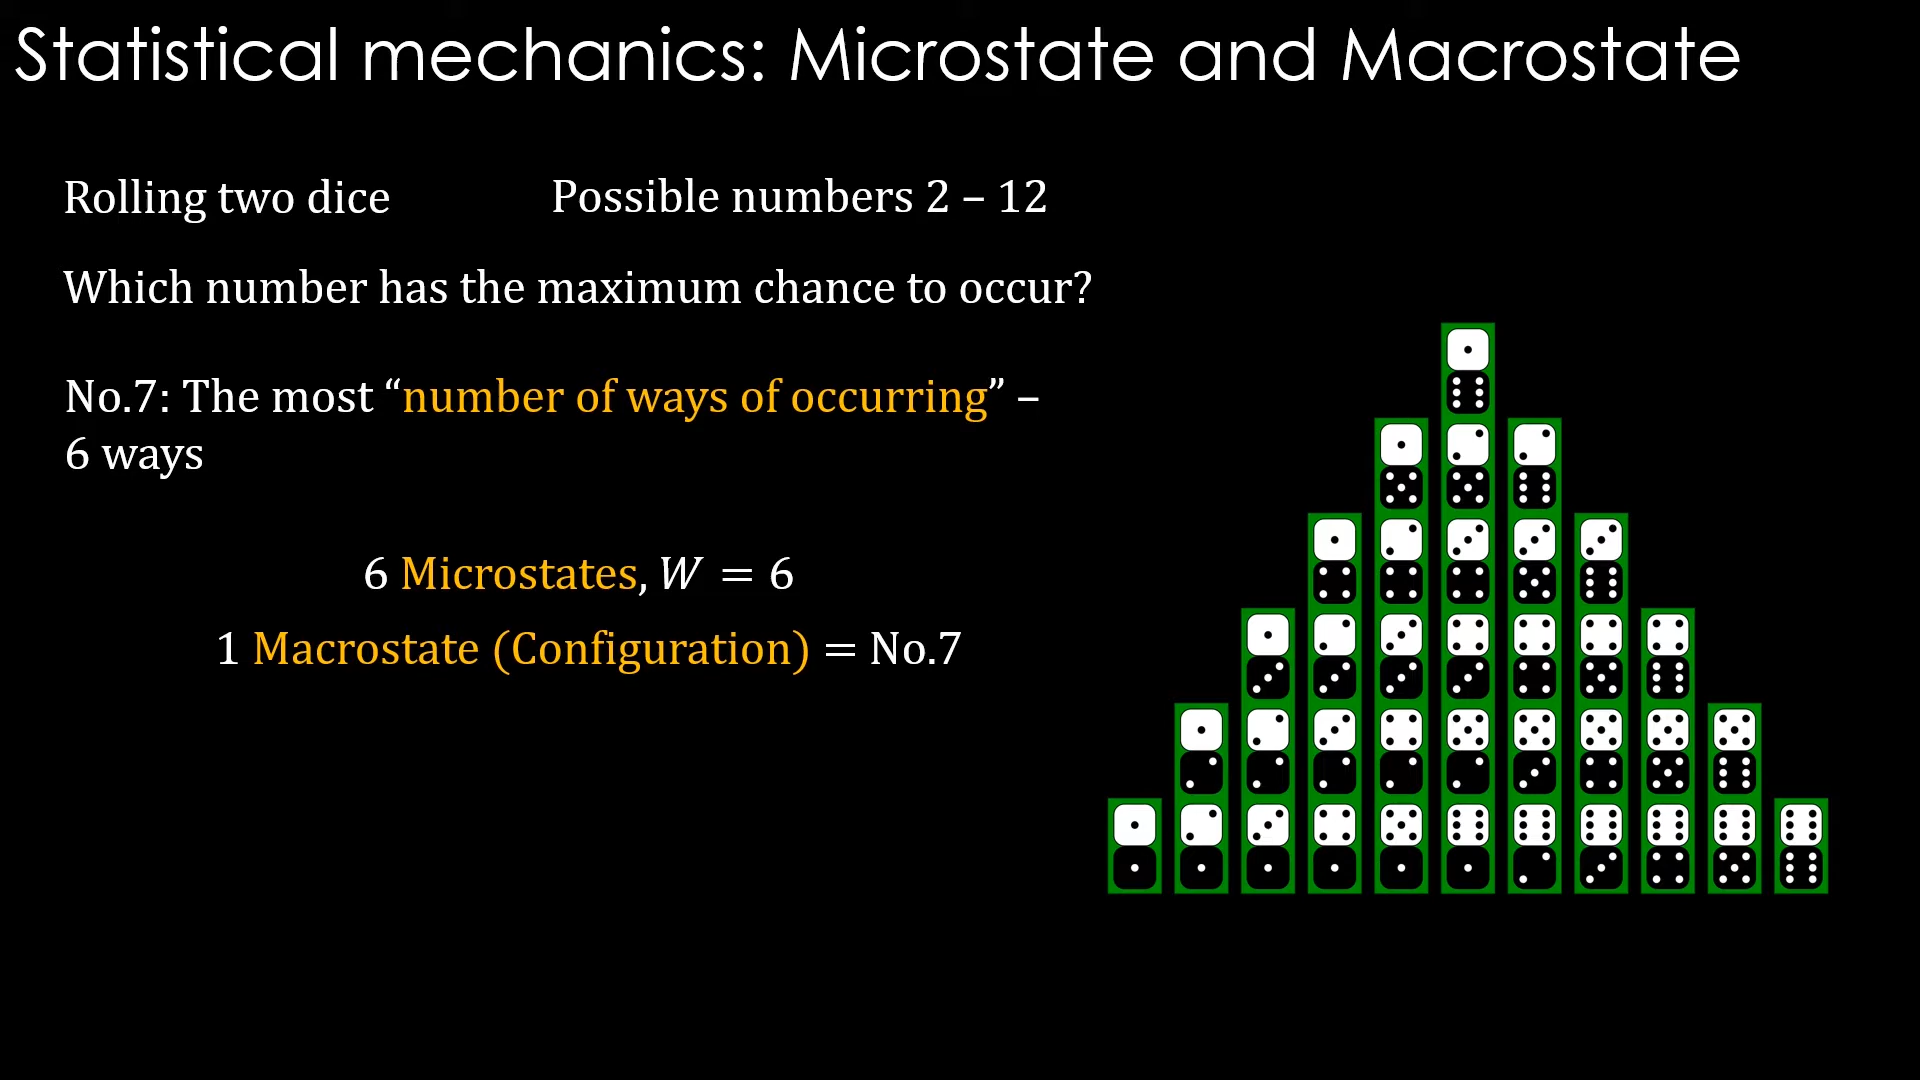 Statistical mechanics: Microstate and Macrostate
Rolling two dice
Possible numbers 2 – 12
Which number has the maximum chance to occur?
No.7: The most “number of ways of occurring” –
6 ways
6 Microstates, W = 6
1 Macrostate (Configuration) = No.7